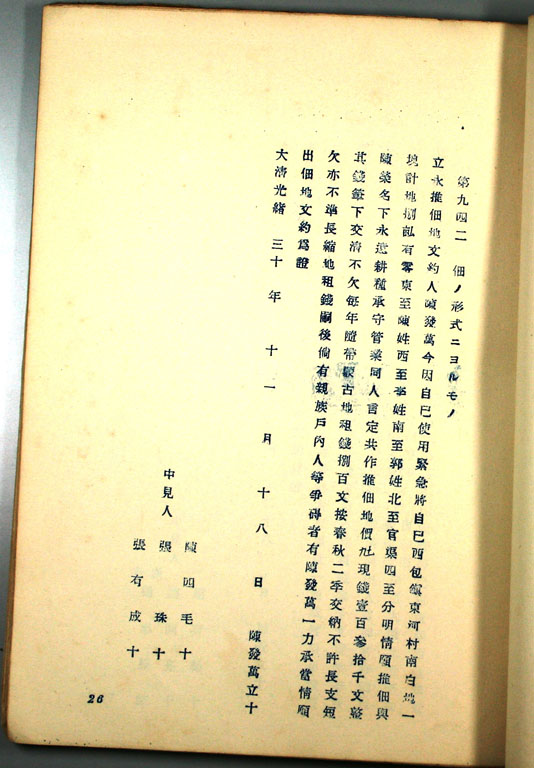 第九四二　佃ノ形式ニヨルモノ
立永推佃地文約人陳發萬今因自己使用緊急將自己西包鎮東河村南白地一
塊計地捌畝有零東至陳姓西至李姓南至郭姓北至官渠四至分明情願推佃與
陳榮名下永遠耕種承守管業同人言定共作推佃地價九現錢壹百參拾千文整
其錢筆下交清不欠每年隨帶蒙古地租錢捌百文按春秋二季交納不許長支短
欠亦不準長縮地租錢嗣後倘有親族戶內人等爭碍者有陳發萬一力承當情願
出佃地文約爲證
大清光緒　三十年　十一月　十八日　陳發萬立十
中見人
陳四毛十
張　珠十
張有成十
26